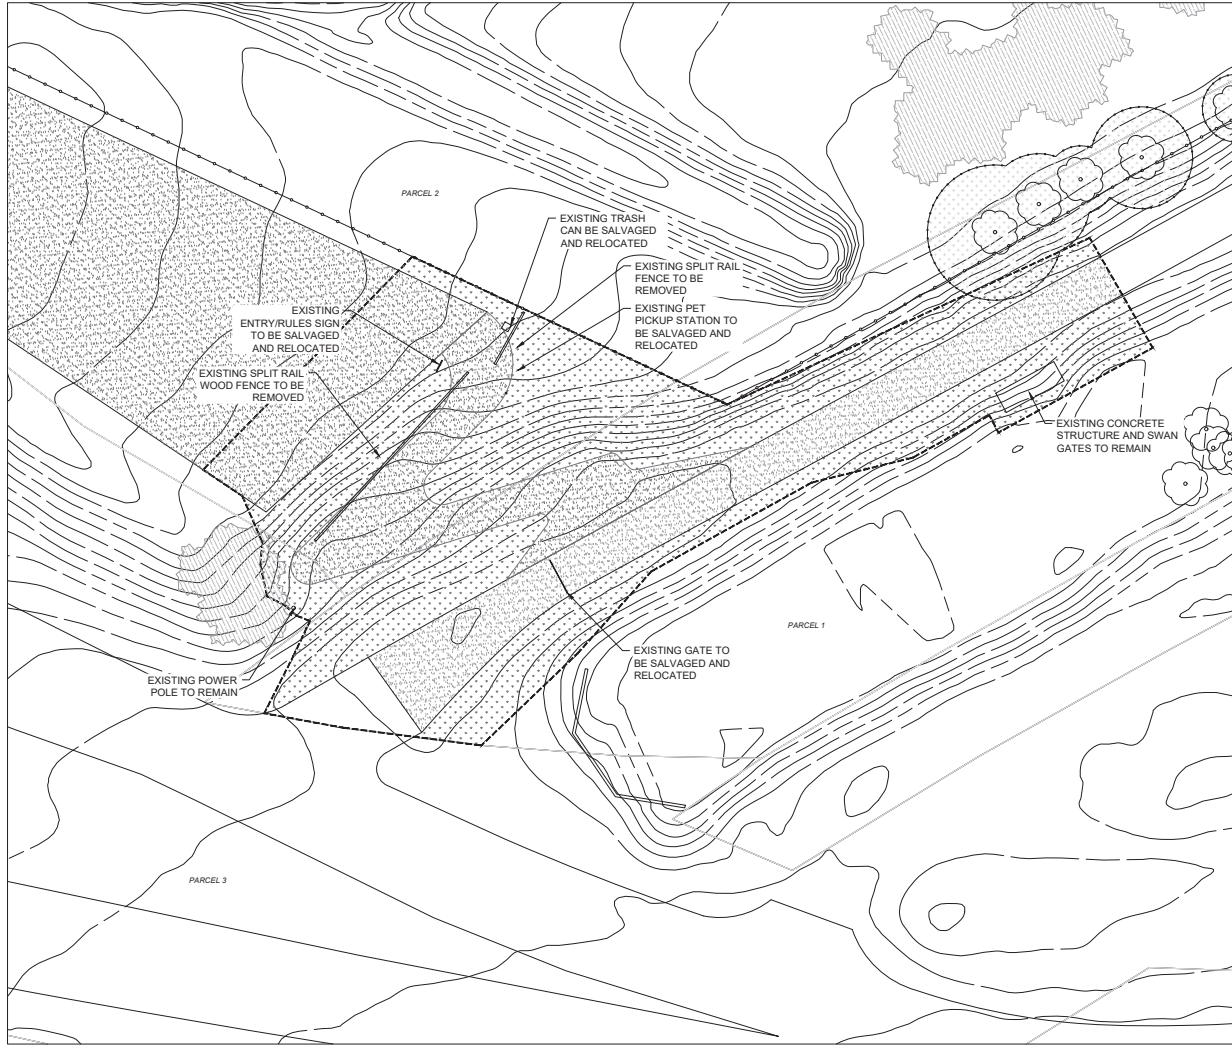 PARCEL 2
EXISTING TRASH
CAN BE SALVAGED
AND RELOCATED
EXISTING SPLIT RAIL
FENCE TO BE
REMOVED
EXISTING PET
PICKUP STATION TO
BE SALVAGED AND
RELOCATED
EXISTING
ENTRY/RULES SIGN
TO BE SALVAGED
AND RELOCATED
EXISTING SPLIT RAIL
WOOD FENCE TO BE
REMOVED
EXISTING CONCRETE
STRUCTURE AND SWAN
GATES TO REMAIN
PARCEL 1
EXISTING GATE TO
BE SALVAGED AND
RELOCATED
EXISTING POWER
POLE TO REMAIN
PARCEL 3